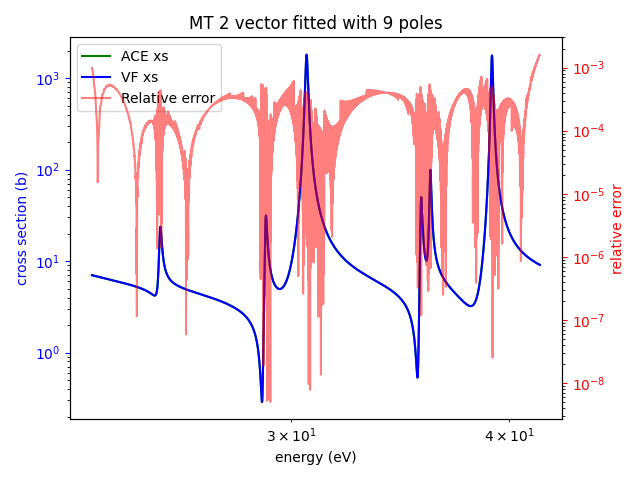 MT 2 vector fitted with 9 poles
ACE xs
VF xs
Relative error
10³
10²
10¹
10⁰
cross section (b)
10⁻³
10⁻⁴
10⁻⁵
10⁻⁶
10⁻⁷
10⁻⁸
relative error
3 × 10¹
4 × 10¹
energy (eV)